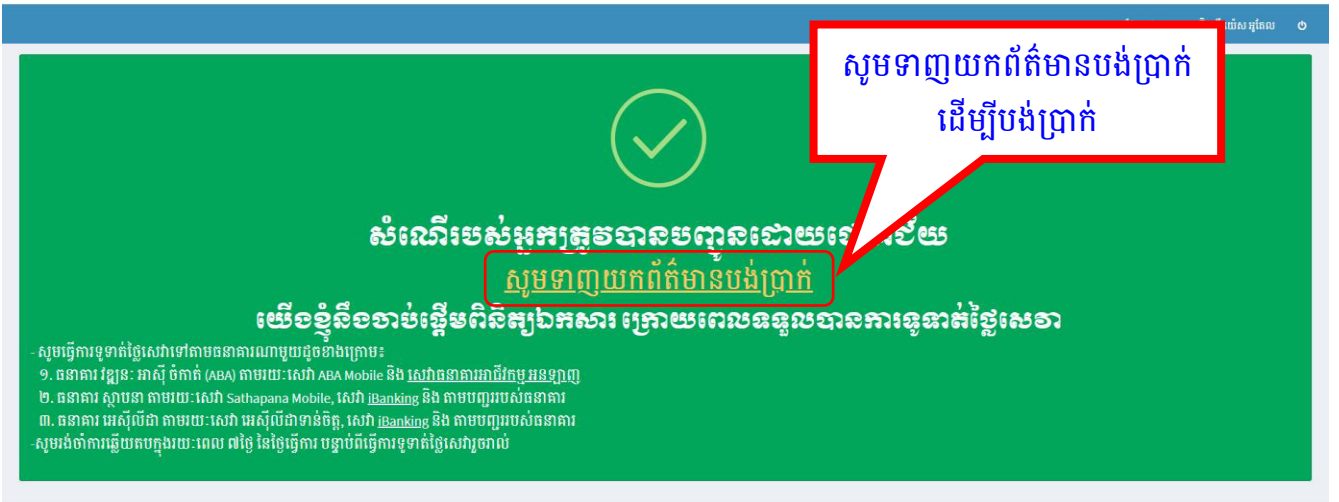 យ៉ស អូតែល
សូមទាញយកព័ត៌មានបង់ប្រាក់
ដើម្បីបង់ប្រាក់
សំណើរបស់អ្នកត្រូវបានបញ្ជូនដោយ
សូមទាញយកព័ត៌មានបង់ប្រាក់
យើងខ្ញុំនឹងចាប់ផ្តើមពិនិត្យឯកសារ ក្រោយពេលទទួលបានការទូទាត់ថ្លៃសេវា
- សូមធ្វើការទូទាត់ថ្លៃសេវាទៅតាមធនាគារណាមួយដូចខាងក្រោម៖
១. ធនាគារ វឌ្ឍនៈ អាស៊ី ចំកាត់ (ABA) តាមរយៈសេវា ABA Mobile និង សេវាធនាគារអាជីវកម្ម អនឡាញ
២. ធនាគារ ស្ថាបនា តាមរយៈសេវា Sathapana Mobile, សេវា iBanking និង តាមបញ្ជររបស់ធនាគារ
៣. ធនាគារ អេស៊ីលីដា តាមរយៈសេវា អេស៊ីលីដាទាន់ចិត្ត, សេវា iBanking និង តាមបញ្ជររបស់ធនាគារ
-សូមរង់ចាំការឆ្លើយតបក្នុងរយៈពេល ៧ថ្ងៃ នៃថ្ងៃធ្វើការ បន្ទាប់ពីធ្វើការទូទាត់ថ្លៃសេវារួចរាល់